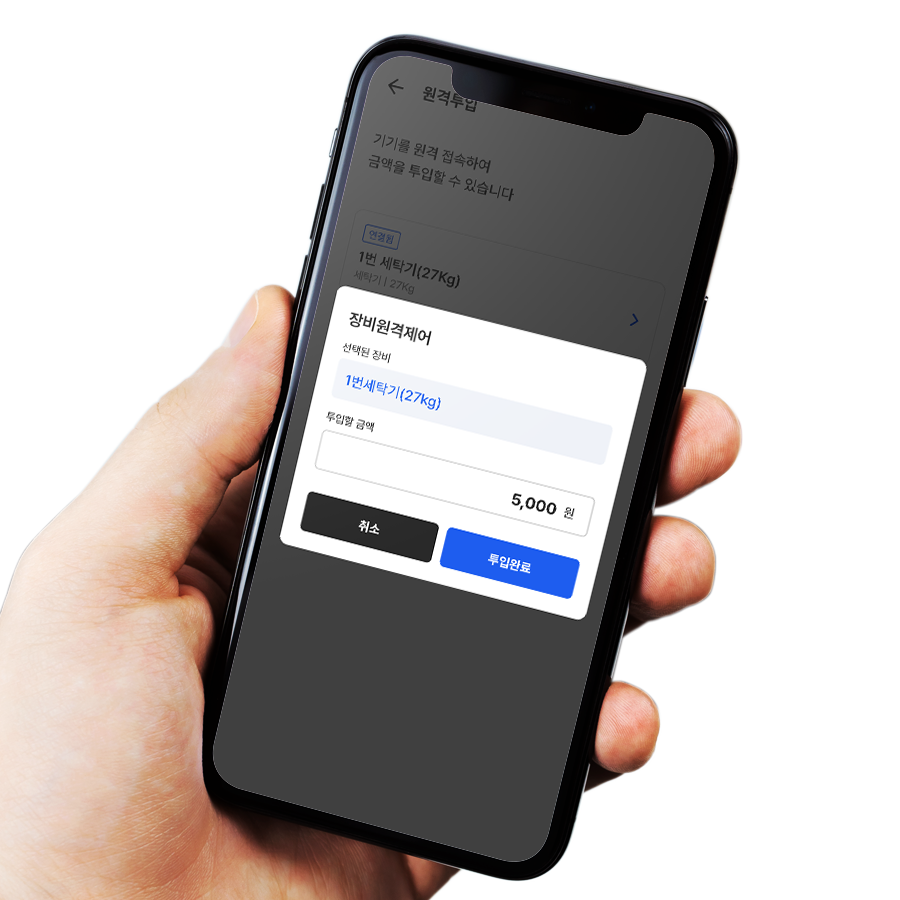 원격투입
기기를 원격 접속하여
금액을 투입할 수 있습니다
연결됨
1번 세탁기(27Kg)
세탁기 | 27Kg
장비원격제어
선택된 장비
1번세탁기(27kg)
투입할 금액
5,000 원
취소
투입완료